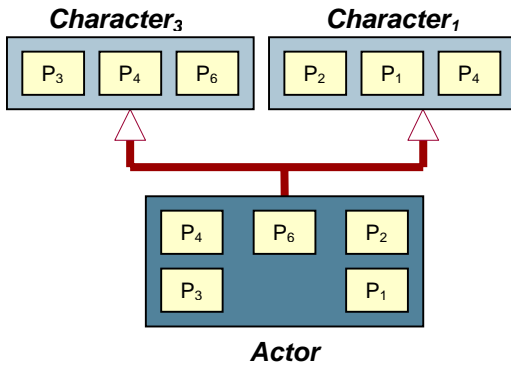 Character₃ Character₁
P₃ P₄ P₆ P₂ P₁ P₄
P₄ P₆ P₂
P₃ P₁
Actor